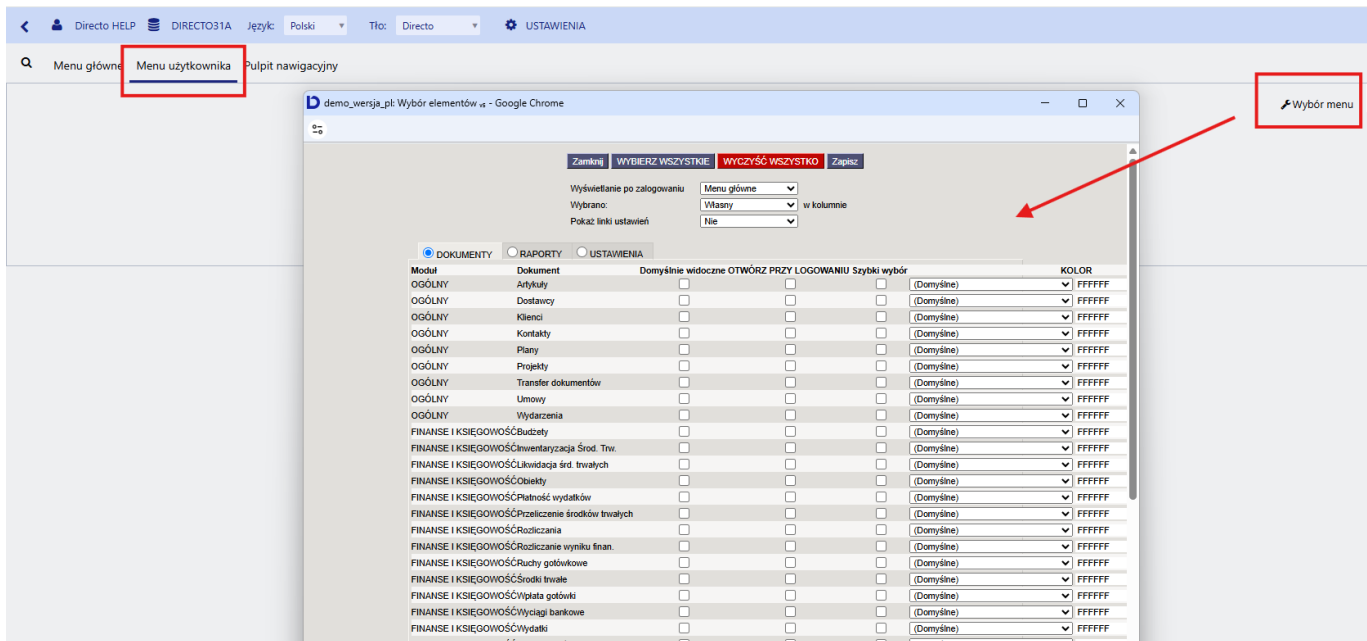 Directo HELP DIRECTO31A Język: Polski Tło: Directo USTAWIENIA
Menu główne Menu użytkownika Pulpit nawigacyjny
Wybór menu
demo_wersja_pl: Wybór elementów vs - Google Chrome
Zamknij WYBIERZ WSZYSTKIE WYCZYŚĆ WSZYSTKO Zapisz
Wyświetlanie po zalogowaniu Menu główne
Wybrano: Własny w kolumnie
Pokaż linki ustawień Nie
DOKUMENTY RAPORTY USTAWIENIA
Moduł Dokument Domyślnie widoczne OTWÓRZ PRZY LOGOWANIU Szybki wybór KOLOR
OGÓLNY Artykuły (Domyślne) FFFFFF
OGÓLNY Dostawcy (Domyślne) FFFFFF
OGÓLNY Klienci (Domyślne) FFFFFF
OGÓLNY Kontakty (Domyślne) FFFFFF
OGÓLNY Plany (Domyślne) FFFFFF
OGÓLNY Projekty (Domyślne) FFFFFF
OGÓLNY Transfer dokumentów (Domyślne) FFFFFF
OGÓLNY Umowy (Domyślne) FFFFFF
OGÓLNY Wydarzenia (Domyślne) FFFFFF
FINANSE I KSIĘGOWOŚĆ Budżety (Domyślne) FFFFFF
FINANSE I KSIĘGOWOŚĆ Inwentaryzacja Środ. Trw. (Domyślne) FFFFFF
FINANSE I KSIĘGOWOŚĆ Likwidacja śrd. trwałych (Domyślne) FFFFFF
FINANSE I KSIĘGOWOŚĆ Obiekty (Domyślne) FFFFFF
FINANSE I KSIĘGOWOŚĆ Płatność wydatków (Domyślne) FFFFFF
FINANSE I KSIĘGOWOŚĆ Przeliczenie środków trwałych (Domyślne) FFFFFF
FINANSE I KSIĘGOWOŚĆ Rozliczania (Domyślne) FFFFFF
FINANSE I KSIĘGOWOŚĆ Rozliczanie wyniku finan. (Domyślne) FFFFFF
FINANSE I KSIĘGOWOŚĆ Ruchy gotówkowe (Domyślne) FFFFFF
FINANSE I KSIĘGOWOŚĆ Środki trwałe (Domyślne) FFFFFF
FINANSE I KSIĘGOWOŚĆ Wpłata gotówki (Domyślne) FFFFFF
FINANSE I KSIĘGOWOŚĆ Wyciągi bankowe (Domyślne) FFFFFF
FINANSE I KSIĘGOWOŚĆ Wydatki (Domyślne) FFFFFF